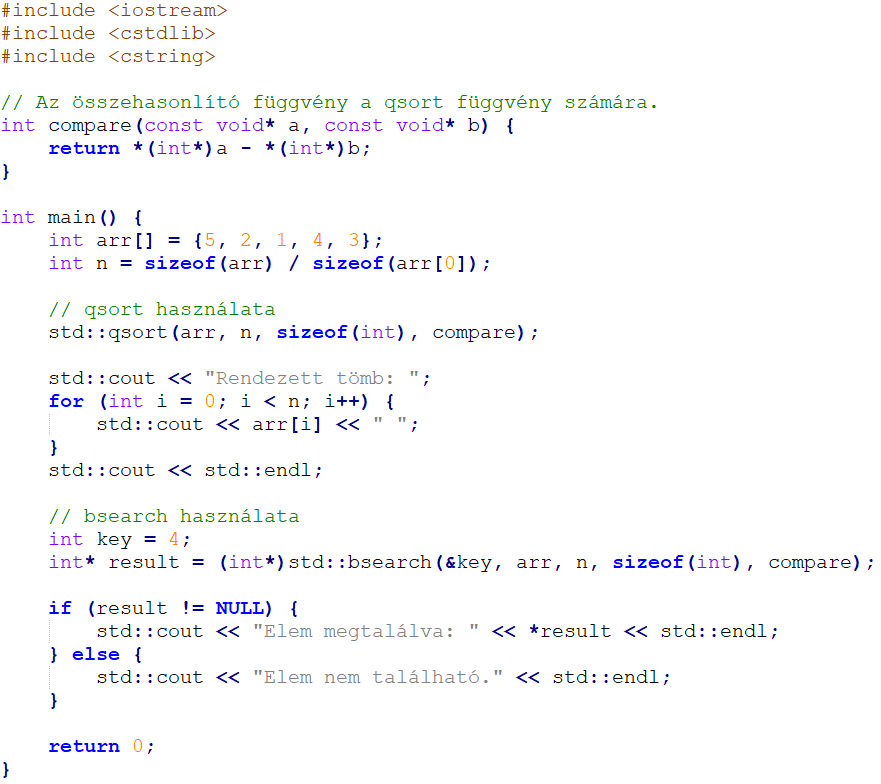 #include <iostream>
#include <cstdlib>
#include <cstring>

// Az összehasonlító függvény a qsort függvény számára.
int compare(const void* a, const void* b) {
    return *(int*)a - *(int*)b;
}

int main() {
    int arr[] = {5, 2, 1, 4, 3};
    int n = sizeof(arr) / sizeof(arr[0]);

    // qsort használata
    std::qsort(arr, n, sizeof(int), compare);

    std::cout << "Rendezett tömb: ";
    for (int i = 0; i < n; i++) {
        std::cout << arr[i] << " ";
    }
    std::cout << std::endl;

    // bsearch használata
    int key = 4;
    int* result = (int*)std::bsearch(&key, arr, n, sizeof(int), compare);

    if (result != NULL) {
        std::cout << "Elem megtalálva: " << *result << std::endl;
    } else {
        std::cout << "Elem nem található." << std::endl;
    }

    return 0;
}